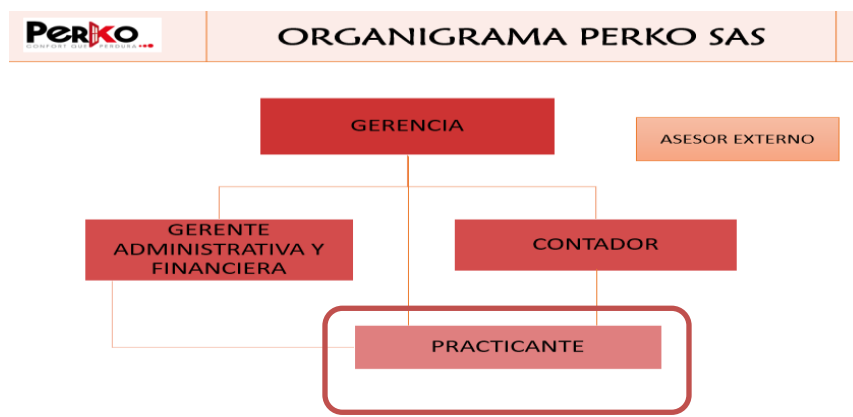 PERKO
CONFORT QUE PERDURA...
ORGANIGRAMA PERKO SAS
GERENCIA
ASESOR EXTERNO
GERENTE
ADMINISTRATIVA Y
FINANCIERA
CONTADOR
PRACTICANTE